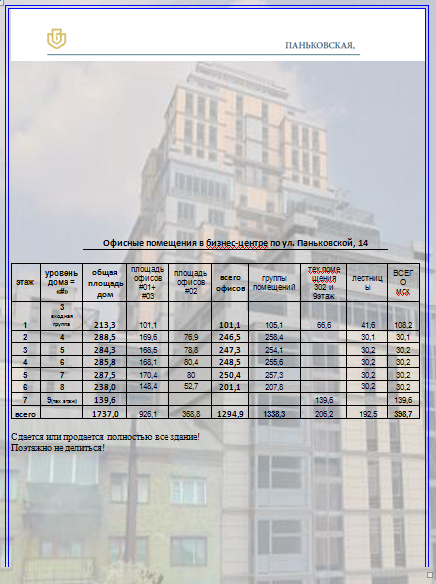 ПАНЬКОВСКАЯ,
Офисные помещения в бизнес-центре по ул. Паньковской, 14
этаж уровень дома = «#» общая площадь дом площадь офисов #01+ #03 площадь офисов #02 всего офисов группы помещений тех.помещения 302 и 9этаж лестницы ВСЕГО мск
1 3 входная группа 213,3 101,1 101,1 105,1 66,6 41,6 108,2
2 4 288,5 169,6 76,9 246,5 258,4 30,1 30,1
3 5 284,3 168,5 78,8 247,3 254,1 30,2 30,2
4 6 285,8 168,1 80,4 248,5 255,6 30,2 30,2
5 7 287,5 170,4 80 250,4 257,3 30,2 30,2
6 8 238,0 148,4 52,7 201,1 207,8 30,2 30,2
7 9(тех этаж) 139,6 139,6 139,6
всего 1737,0 926,1 368,8 1294,9 1338,3 206,2 192,5 398,7
Сдается или продается полностью все здание!
Поэтажно не делиться!